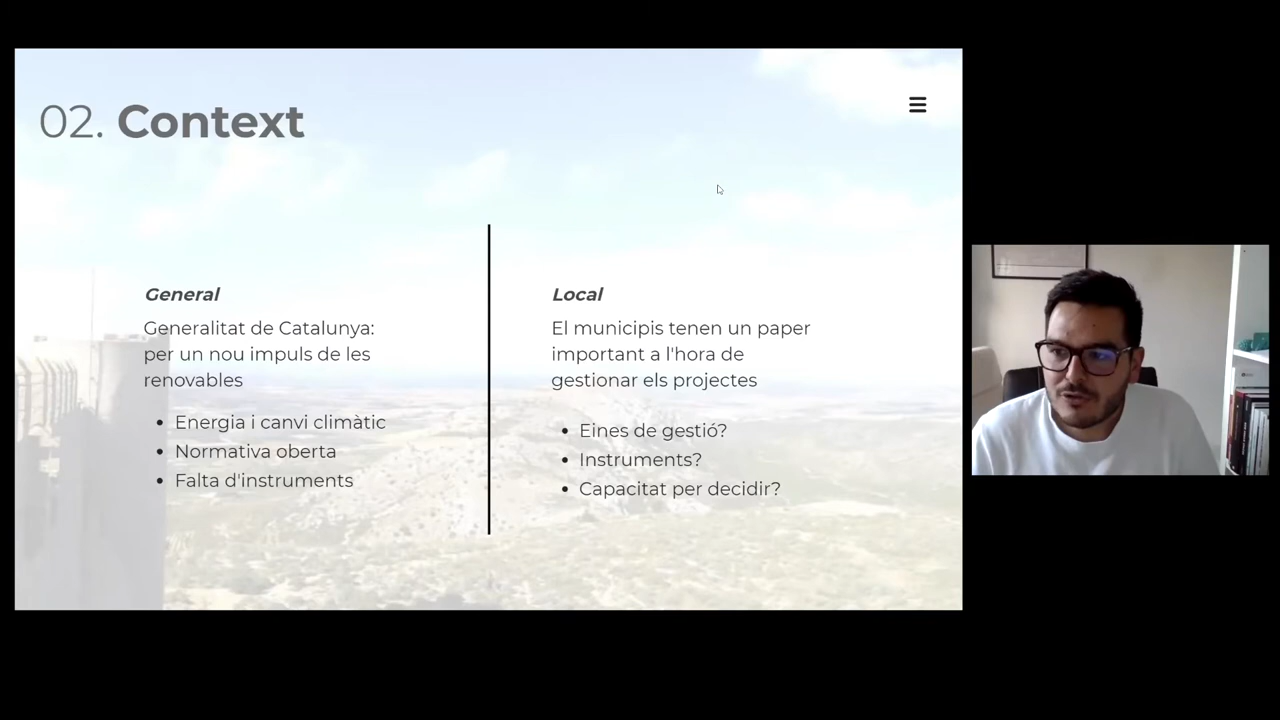 02. Context
General
Generalitat de Catalunya:
per un nou impuls de les
renovables
• Energia i canvi climàtic
• Normativa oberta
• Falta d'instruments
Local
El municipis tenen un paper
important a l'hora de
gestionar els projectes
• Eines de gestió?
• Instruments?
• Capacitat per decidir?